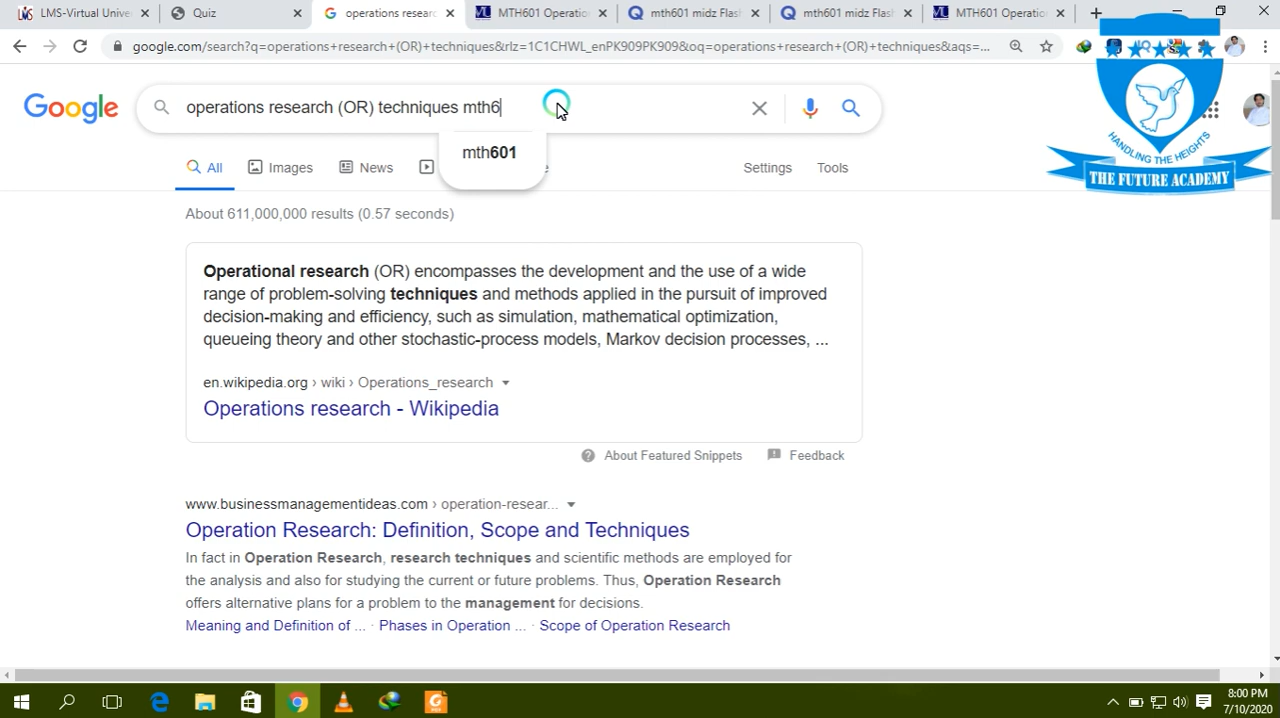 LMS-Virtual Unive
Quiz
operations researc
MTH601 Operation
mth601 midz Flash
mth601 midz Flash
MTH601 Operation
google.com/search?q=operations+research+(OR)+techniques&rlz=1C1CHWL_enPK909PK909&oq=operations+research+(OR)+techniques&aqs=...
Google
operations research (OR) techniques mth6
mth601
All
Images
News
Settings
Tools
HANDLING THE HEIGHTS
THE FUTURE ACADEMY
About 611,000,000 results (0.57 seconds)
Operational research (OR) encompasses the development and the use of a wide
range of problem-solving techniques and methods applied in the pursuit of improved
decision-making and efficiency, such as simulation, mathematical optimization,
queueing theory and other stochastic-process models, Markov decision processes, ...
en.wikipedia.org › wiki › Operations_research
Operations research - Wikipedia
About Featured Snippets
Feedback
www.businessmanagementideas.com › operation-resear...
Operation Research: Definition, Scope and Techniques
In fact in Operation Research, research techniques and scientific methods are employed for
the analysis and also for studying the current or future problems. Thus, Operation Research
offers alternative plans for a problem to the management for decisions.
Meaning and Definition of ... · Phases in Operation ... · Scope of Operation Research
8:00 PM
7/10/2020